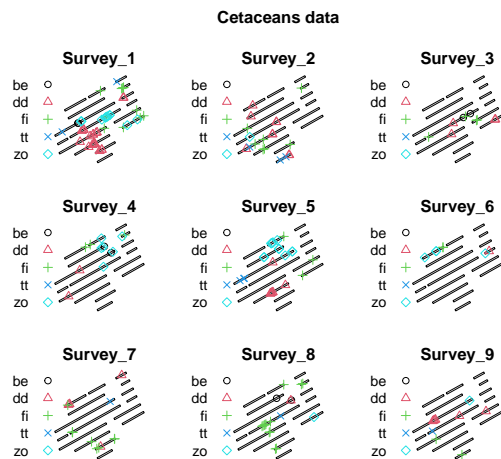 Cetaceans data
Survey_1
be
dd
fi
tt
zo
Survey_2
be
dd
fi
tt
zo
Survey_3
be
dd
fi
tt
zo
Survey_4
be
dd
fi
tt
zo
Survey_5
be
dd
fi
tt
zo
Survey_6
be
dd
fi
tt
zo
Survey_7
be
dd
fi
tt
zo
Survey_8
be
dd
fi
tt
zo
Survey_9
be
dd
fi
tt
zo